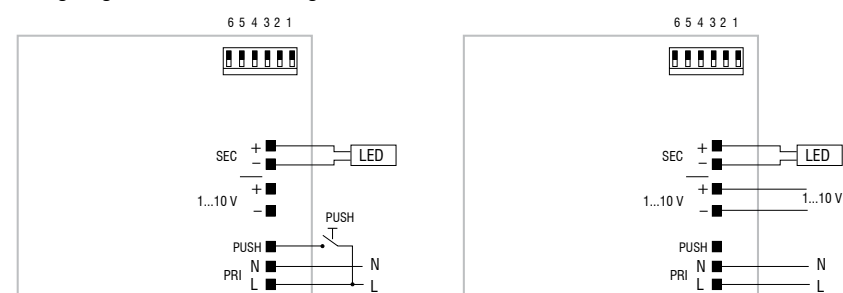 6 5 4 3 2 1
SEC + LED
−
+
1...10 V
−
PUSH
PUSH
PRI N N
L L
6 5 4 3 2 1
SEC + LED
−
+
1...10 V 1...10 V
−
PUSH
PRI N N
L L